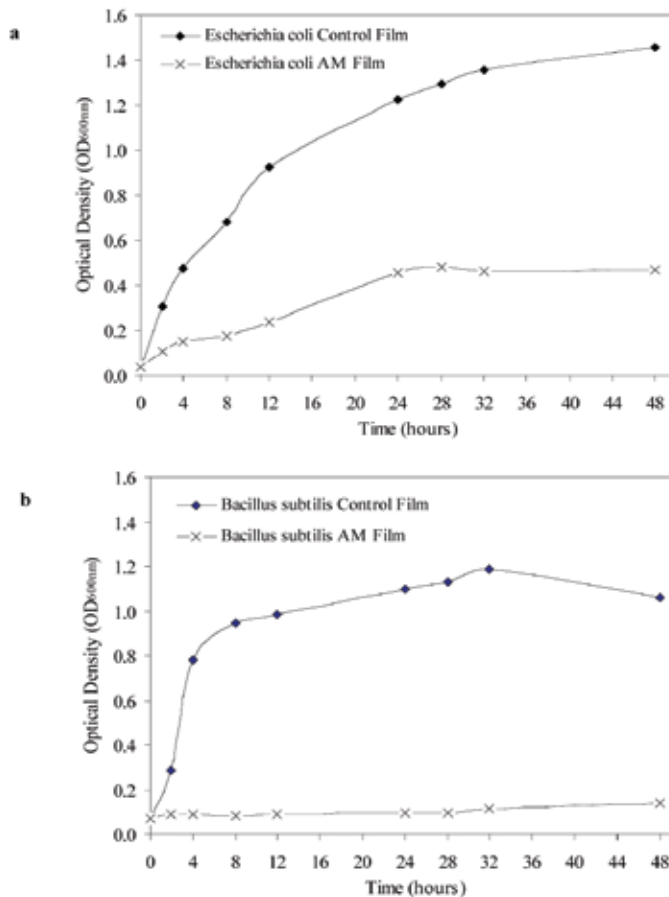 a
Escherichia coli Control Film
Escherichia coli AM Film
Optical Density (OD600nm)
1.6
1.4
1.2
1.0
0.8
0.6
0.4
0.2
0.0
0 4 8 12 16 20 24 28 32 36 40 44 48
Time (hours)
b
Bacillus subtilis Control Film
Bacillus subtilis AM Film
Optical Density (OD600nm)
1.6
1.4
1.2
1.0
0.8
0.6
0.4
0.2
0.0
0 4 8 12 16 20 24 28 32 36 40 44 48
Time (hours)